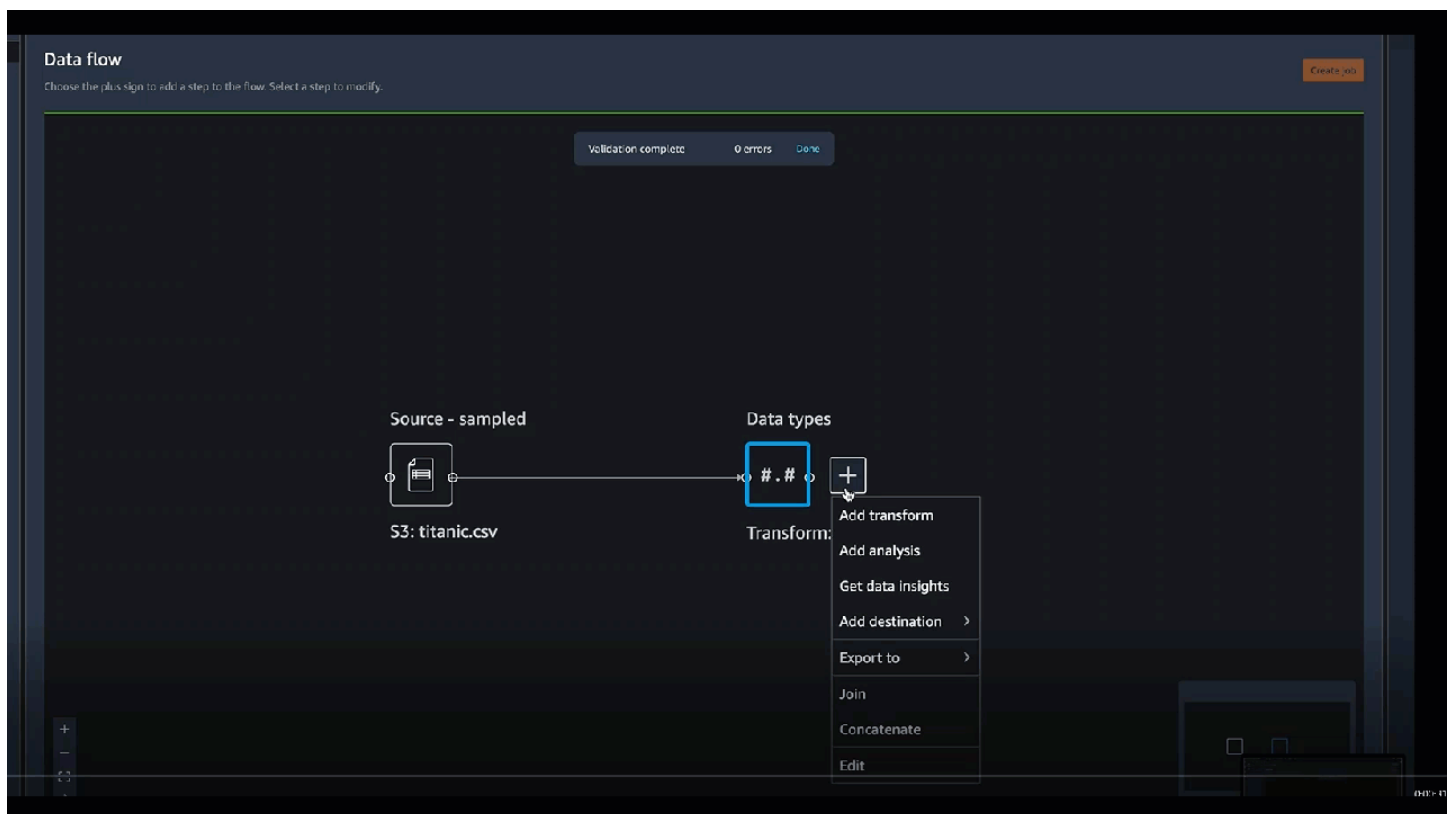 Data flow
Create job
Choose the plus sign to add a step to the flow. Select a step to modify.
Validation complete 0 errors Done
Source - sampled
Data types
#.#
S3: titanic.csv
Transform:
Add transform
Add analysis
Get data insights
Add destination
Export to
Join
Concatenate
Edit